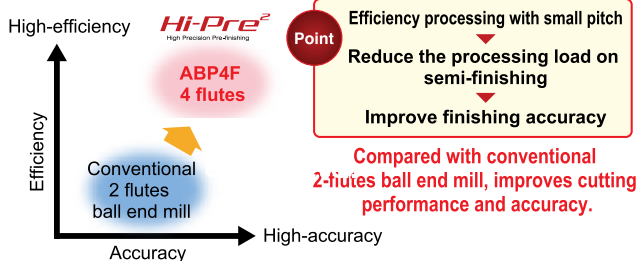 High-efficiency
Hi-Pre²
High Precision Pre-finishing
ABP4F
4 flutes
Efficiency
Conventional
2 flutes
ball end mill
High-accuracy
Accuracy
Point
Efficiency processing with small pitch
Reduce the processing load on
semi-finishing
Improve finishing accuracy
Compared with conventional
2-flutes ball end mill, improves cutting
performance and accuracy.